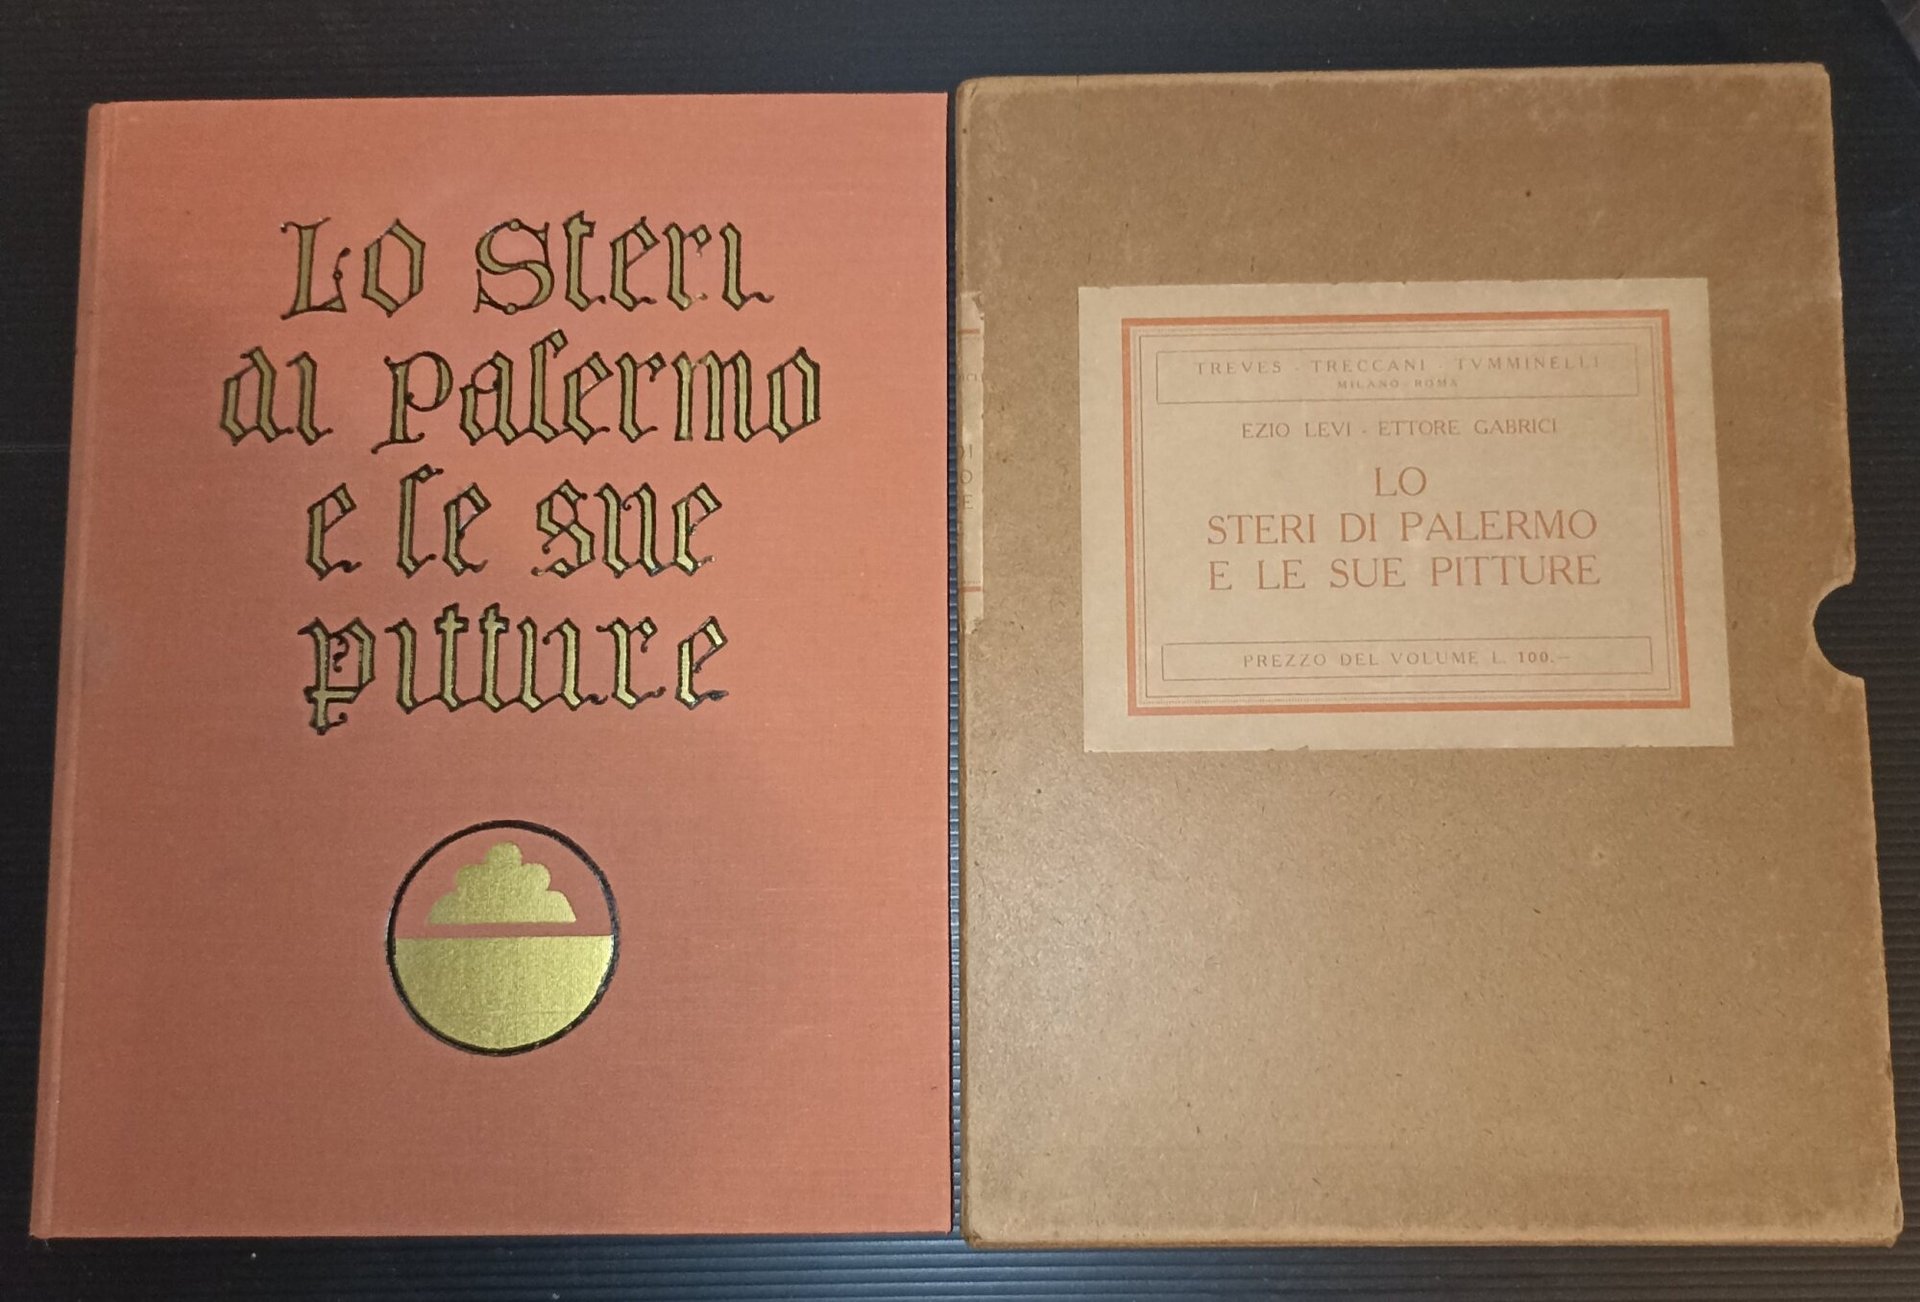 Lo Steri
di Palermo
e le sue
pitture
TREVES - TRECCANI - TVMMINELLI
MILANO - ROMA
EZIO LEVI - ETTORE GABRICI
LO
STERI DI PALERMO
E LE SUE PITTURE
PREZZO DEL VOLUME L. 100.—